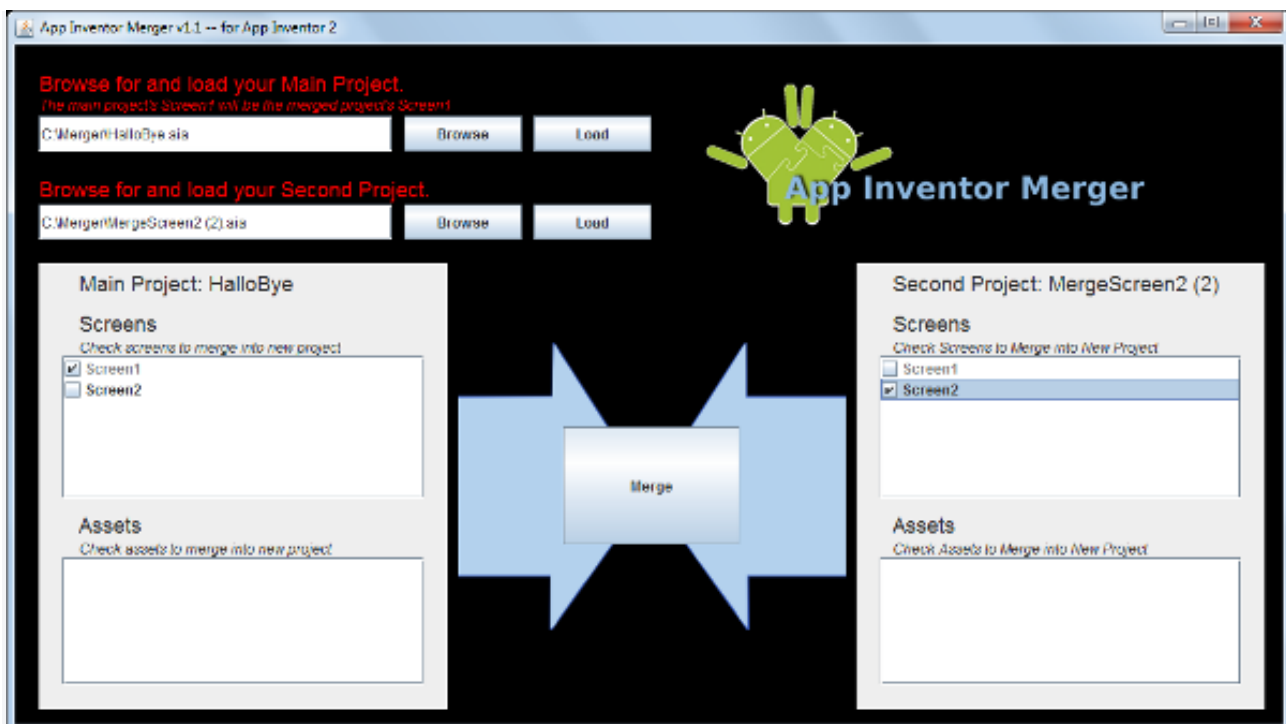 App Inventor Merger v1.1 -- for App Inventor 2
Browse for and load your Main Project.
The main project's Screen1 will be the merged project's Screen1
C:\Merger\HalloBye.aia
Browse
Load
Browse for and load your Second Project.
C:\Merger\MergeScreen2 (2).aia
Browse
Load
App Inventor Merger
Main Project: HalloBye
Screens
Check screens to merge into new project
Screen1
Screen2
Assets
Check assets to merge into new project
Merge
Second Project: MergeScreen2 (2)
Screens
Check Screens to Merge into New Project
Screen1
Screen2
Assets
Check Assets to Merge into New Project